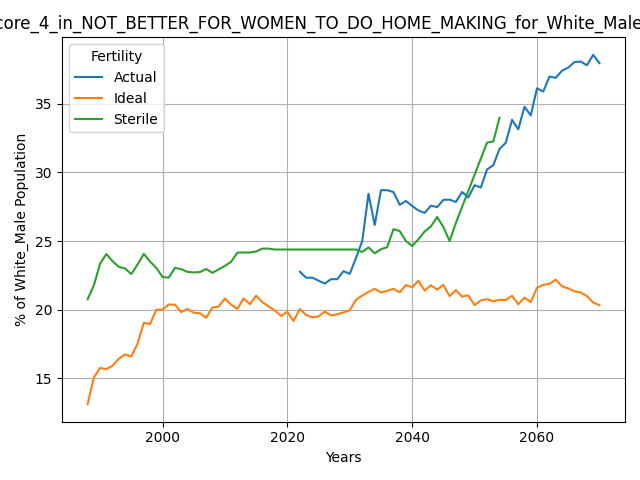 core_4_in_NOT_BETTER_FOR_WOMEN_TO_DO_HOME_MAKING_for_White_Male
Fertility
Actual
Ideal
Sterile
% of White_Male Population
35
30
25
20
15
2000
2020
2040
2060
Years